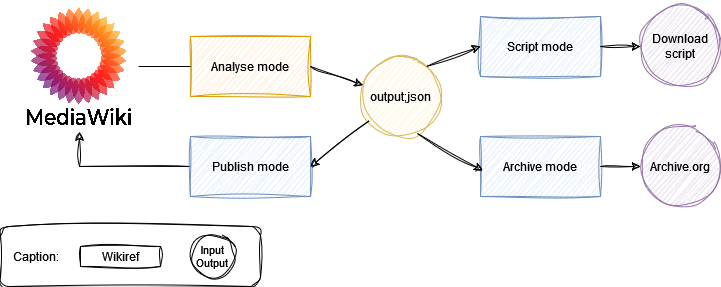 MediaWiki
Analyse mode
output;json
Script mode
Download
script
Publish mode
Archive mode
Archive.org
Caption:
Wikiref
Input
Output